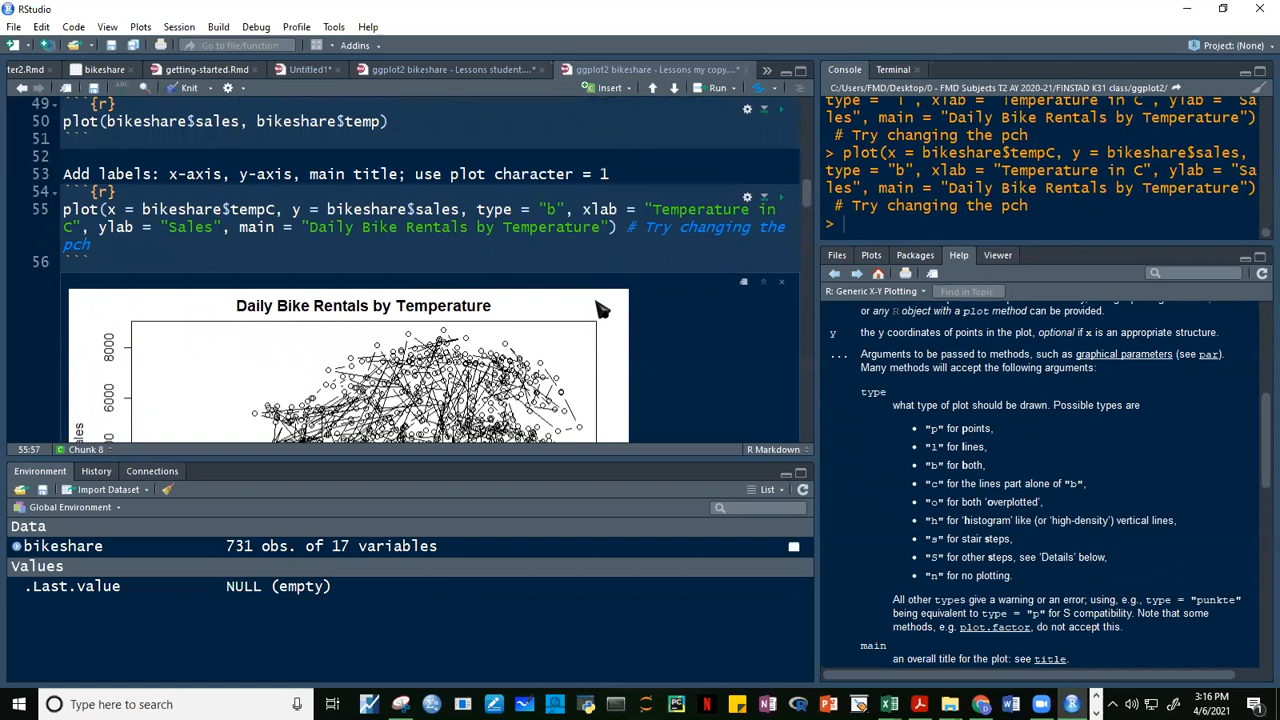 RStudio
File Edit Code View Plots Session Build Debug Profile Tools Help
Go to file/function Addins Project: (None)
ter2.Rmd bikeshare getting-started.Rmd Untitled1* ggplot2 bikeshare - Lessons student...* ggplot2 bikeshare - Lessons my copy....*
Knit Insert Run
49 ```{r}
50 plot(bikeshare$sales, bikeshare$temp)
51 ```
52
53 Add labels: x-axis, y-axis, main title; use plot character = 1
54 ```{r}
55 plot(x = bikeshare$tempC, y = bikeshare$sales, type = "b", xlab = "Temperature in
C", ylab = "Sales", main = "Daily Bike Rentals by Temperature") # Try changing the
pch
56 ```
Daily Bike Rentals by Temperature
8000
6000
ales
55:57 Chunk 8 R Markdown
Environment History Connections
Import Dataset List
Global Environment
Data
bikeshare 731 obs. of 17 variables
Values
.Last.value NULL (empty)
Console Terminal
C:/Users/FMD/Desktop/FMD Subjects T2 AY 2020-21/FINSTAD K31 class/ggplot2/
type = "l", xlab = "Temperature in C", ylab = "Sa
les", main = "Daily Bike Rentals by Temperature")
# Try changing the pch
> plot(x = bikeshare$tempC, y = bikeshare$sales,
type = "b", xlab = "Temperature in C", ylab = "Sa
les", main = "Daily Bike Rentals by Temperature")
# Try changing the pch
>
Files Plots Packages Help Viewer
R: Generic X-Y Plotting Find in Topic
or any R object with a plot method can be provided.
y the y coordinates of points in the plot, optional if x is an appropriate structure.
... Arguments to be passed to methods, such as graphical parameters (see par).
Many methods will accept the following arguments:
type
what type of plot should be drawn. Possible types are
• "p" for points,
• "l" for lines,
• "b" for both,
• "c" for the lines part alone of "b",
• "o" for both ‘overplotted’,
• "h" for ‘histogram’ like (or ‘high-density’) vertical lines,
• "s" for stair steps,
• "S" for other steps, see ‘Details’ below,
• "n" for no plotting.
All other types give a warning or an error; using, e.g., type = "punkte"
being equivalent to type = "p" for S compatibility. Note that some
methods, e.g. plot.factor, do not accept this.
main
an overall title for the plot: see title.
Type here to search
3:16 PM
4/6/2021